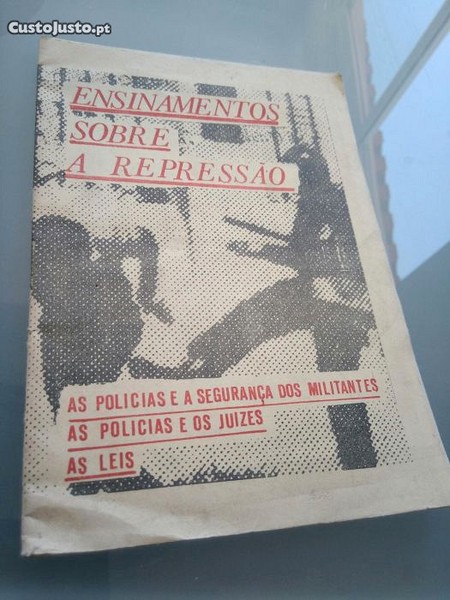 CustoJusto.pt
ENSINAMENTOS
SOBRE
A REPRESSÃO
AS POLICIAS E A SEGURANÇA DOS MILITANTES
AS POLICIAS E OS JUIZES
AS LEIS